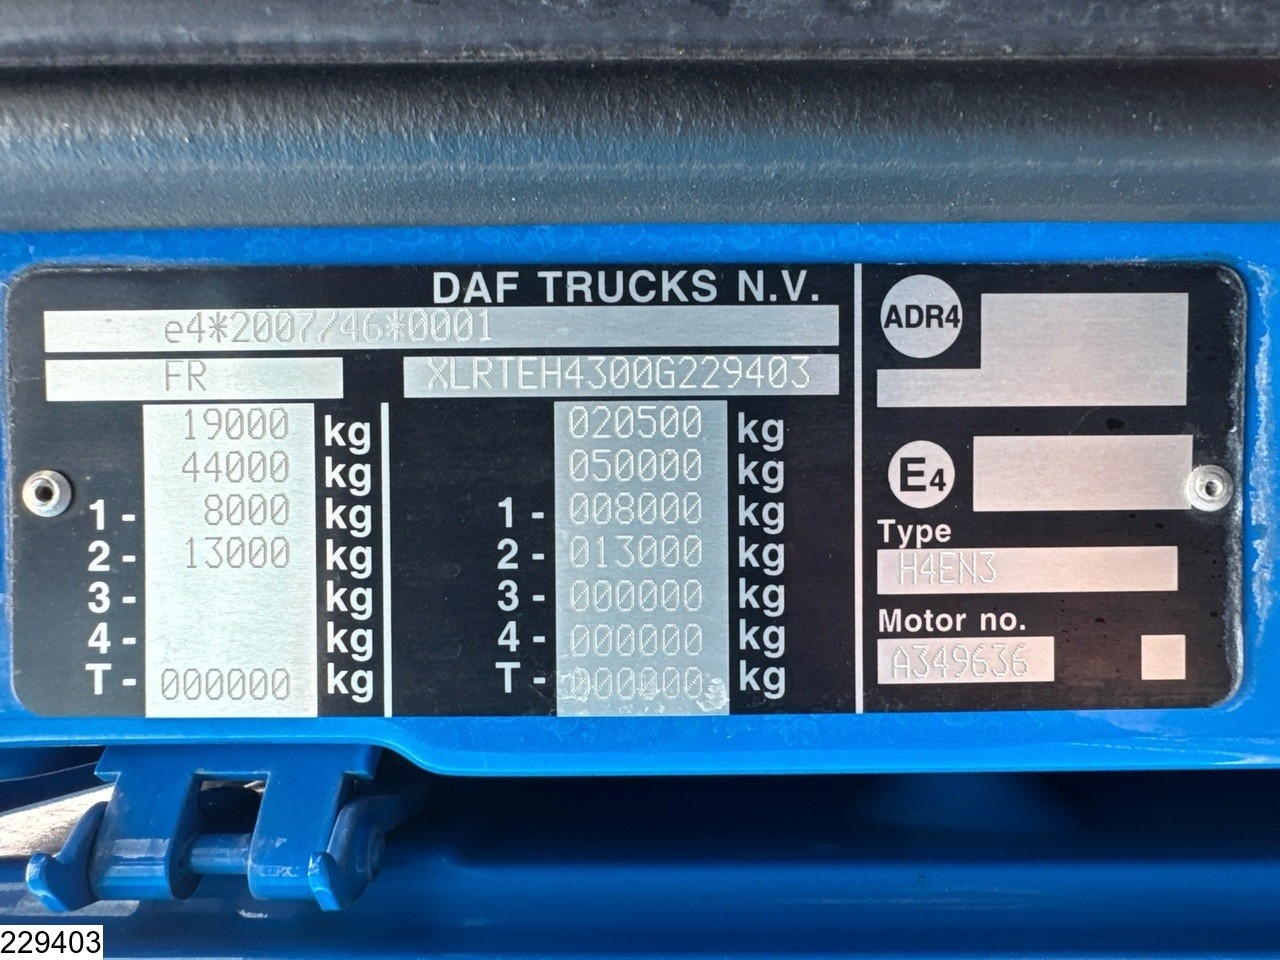 DAF TRUCKS N.V.
e4*2007/46*0001
FR XLRTEH4300G229403
19000 kg 020500 kg
44000 kg 050000 kg
1 - 8000 kg 1 - 008000 kg
2 - 13000 kg 2 - 013000 kg
3 - kg 3 - 000000 kg
4 - kg 4 - 000000 kg
T - 000000 kg T - 000000 kg
ADR4
E4
Type
H4EN3
Motor no.
A349636
229403